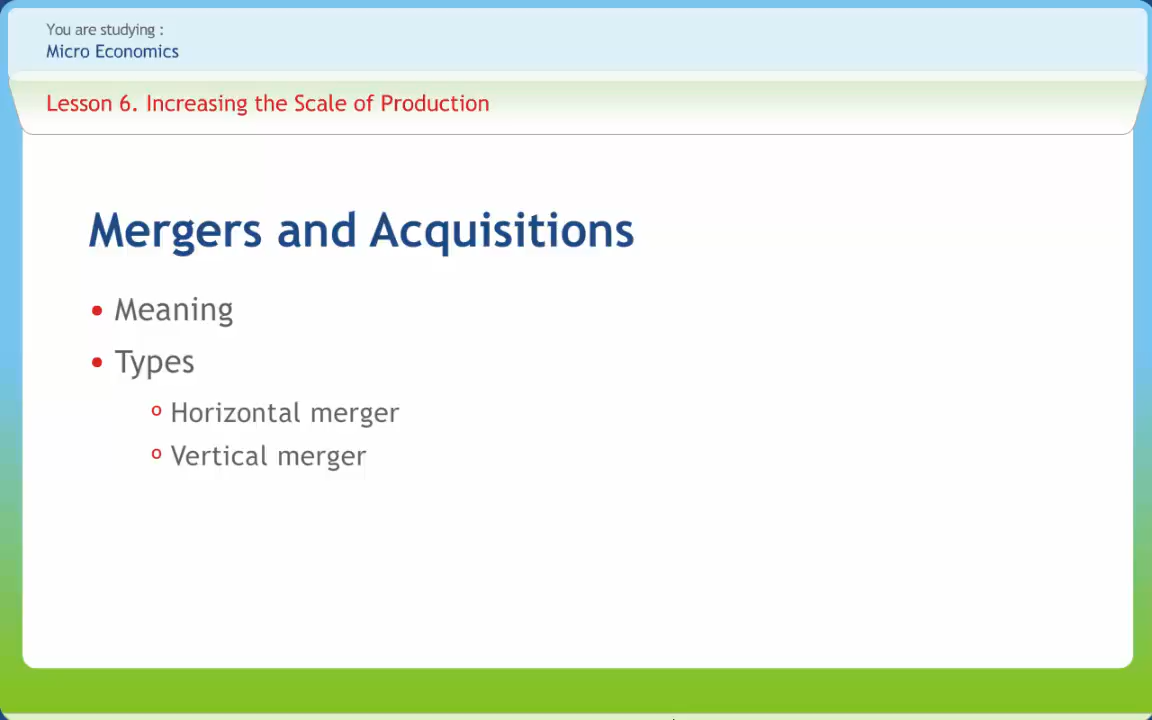 You are studying :
Micro Economics
Lesson 6. Increasing the Scale of Production
Mergers and Acquisitions
• Meaning
• Types
o Horizontal merger
o Vertical merger